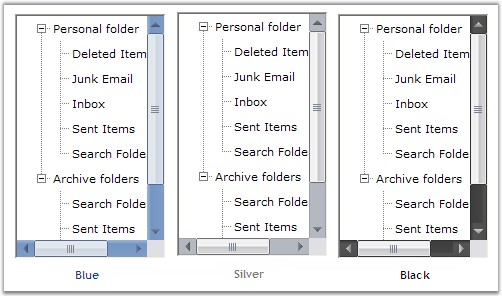 Personal folder
Deleted Item
Junk Email
Inbox
Sent Items
Search Folde
Archive folders
Search Folde
Sent Items
Blue
Personal folder
Deleted Item
Junk Email
Inbox
Sent Items
Search Folde
Archive folders
Search Folde
Sent Items
Silver
Personal folder
Deleted Item
Junk Email
Inbox
Sent Items
Search Folde
Archive folders
Search Folde
Sent Items
Black